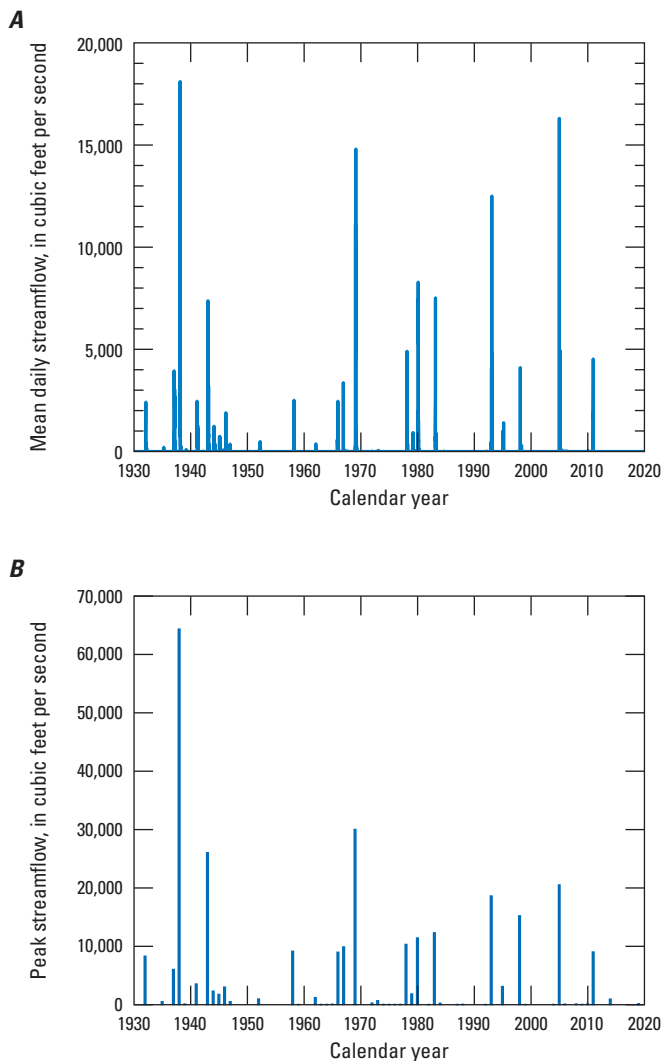 A
Mean daily streamflow, in cubic feet per second
20,000
15,000
10,000
5,000
0
1930 1940 1950 1960 1970 1980 1990 2000 2010 2020
Calendar year
B
Peak streamflow, in cubic feet per second
70,000
60,000
50,000
40,000
30,000
20,000
10,000
0
1930 1940 1950 1960 1970 1980 1990 2000 2010 2020
Calendar year